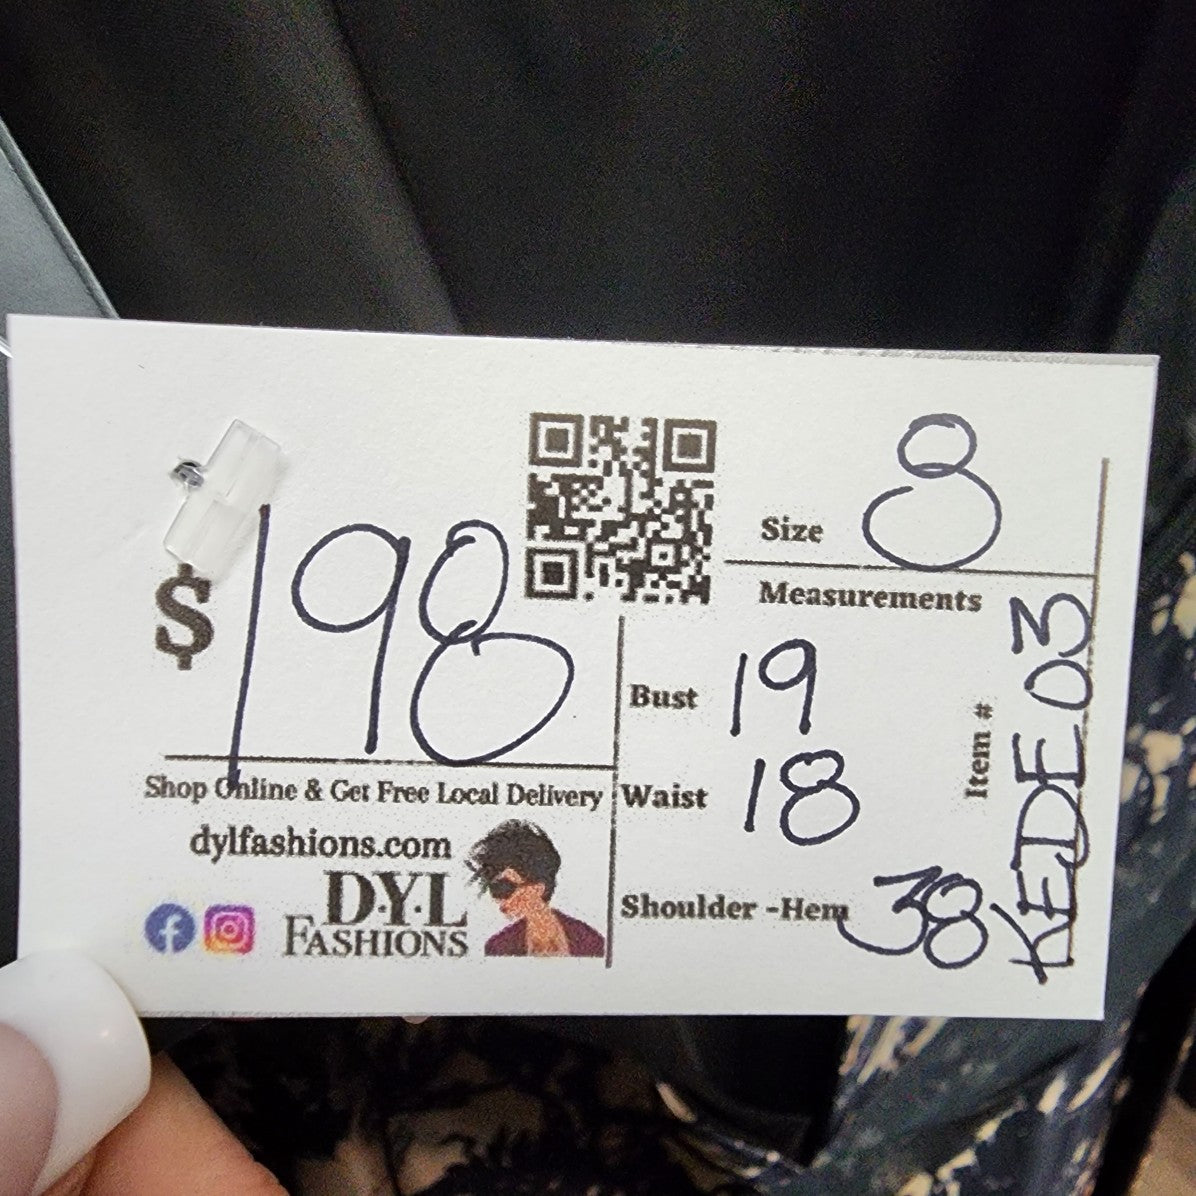 $198
Shop Online & Get Free Local Delivery
dylfashions.com
D·Y·L
FASHIONS
Size 8
Measurements
Bust 19
Waist 18
Shoulder -Hem 38
Item #
KEDE03